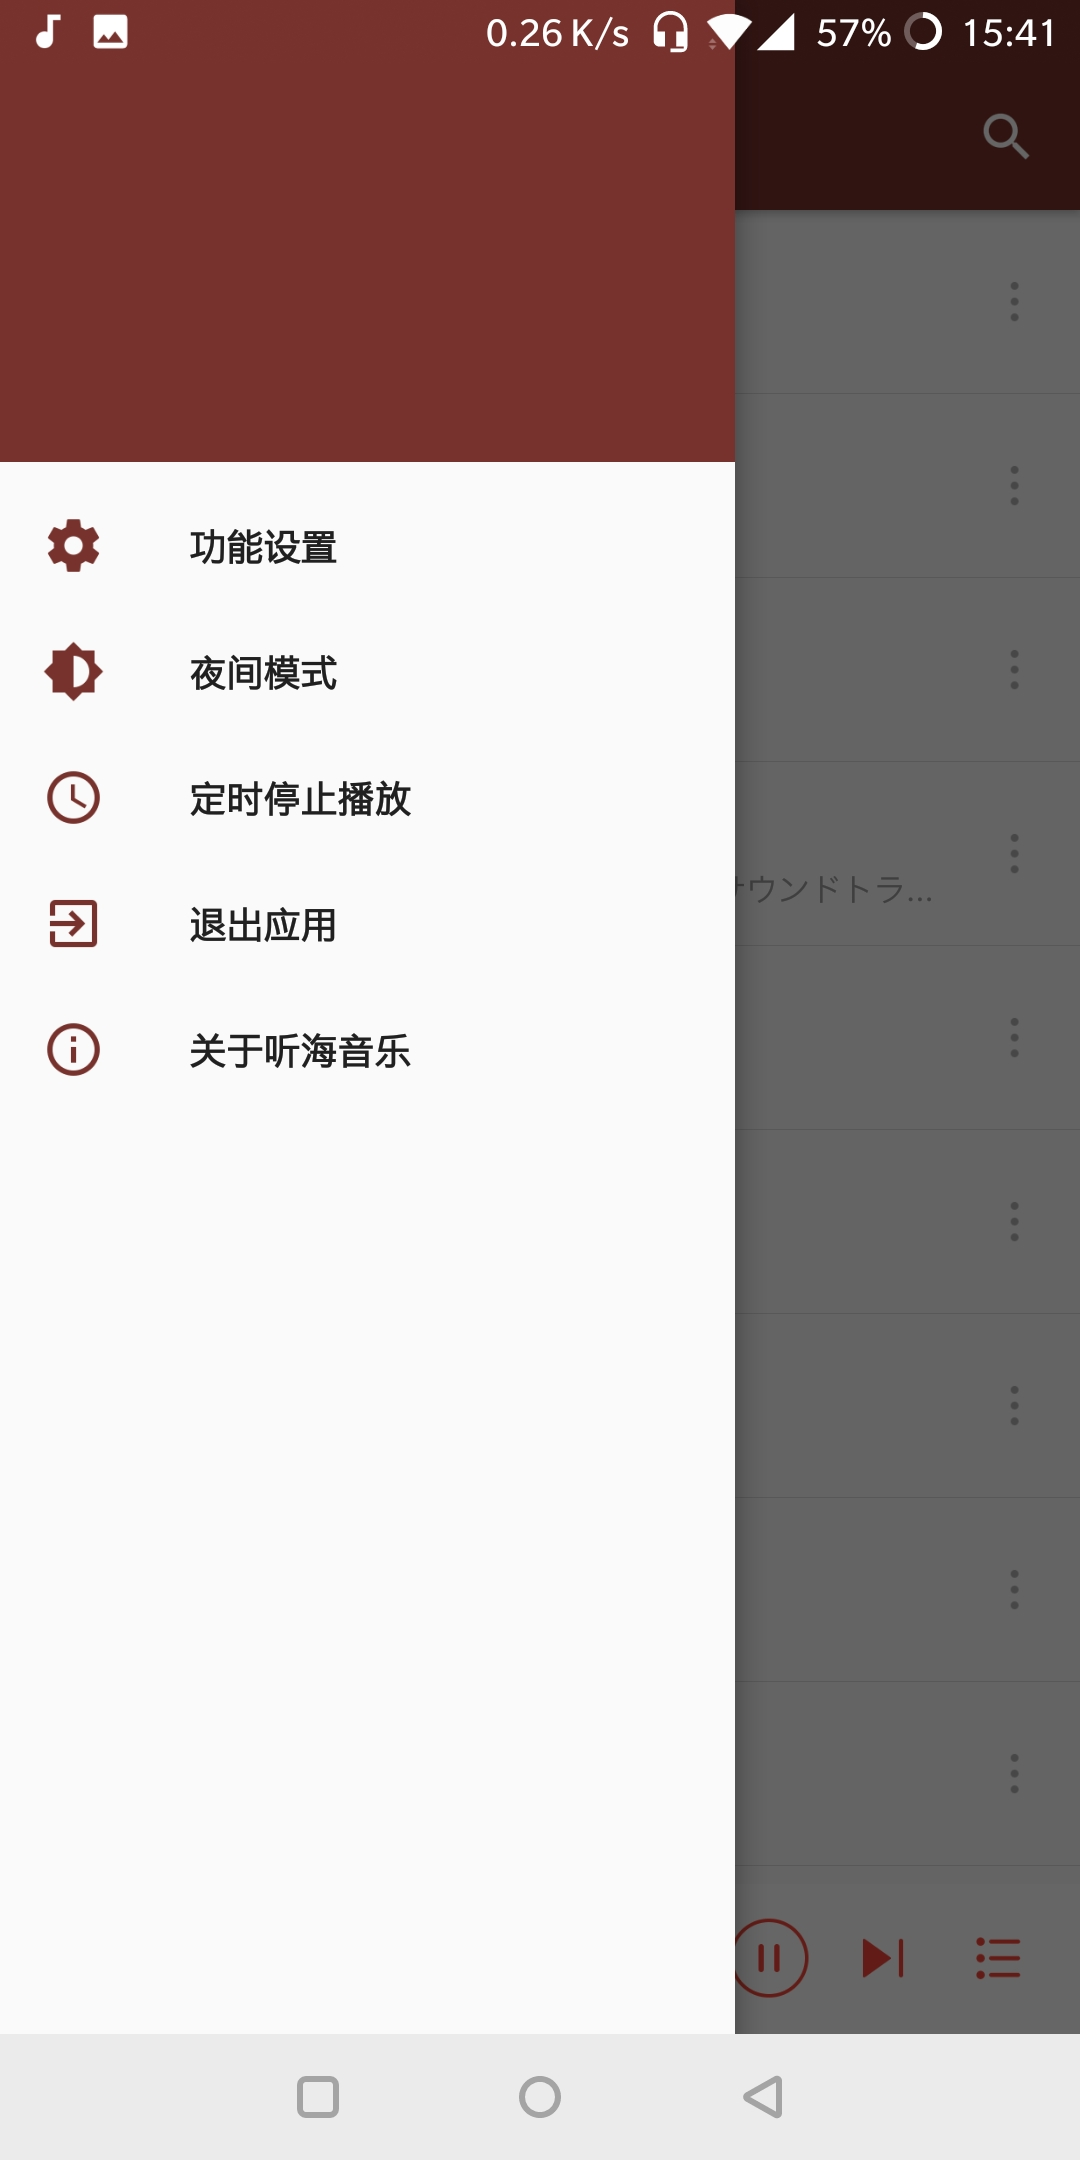 0.26 K/s 57% 15:41
功能设置
夜间模式
定时停止播放
ウンドトラ...
退出应用
关于听海音乐